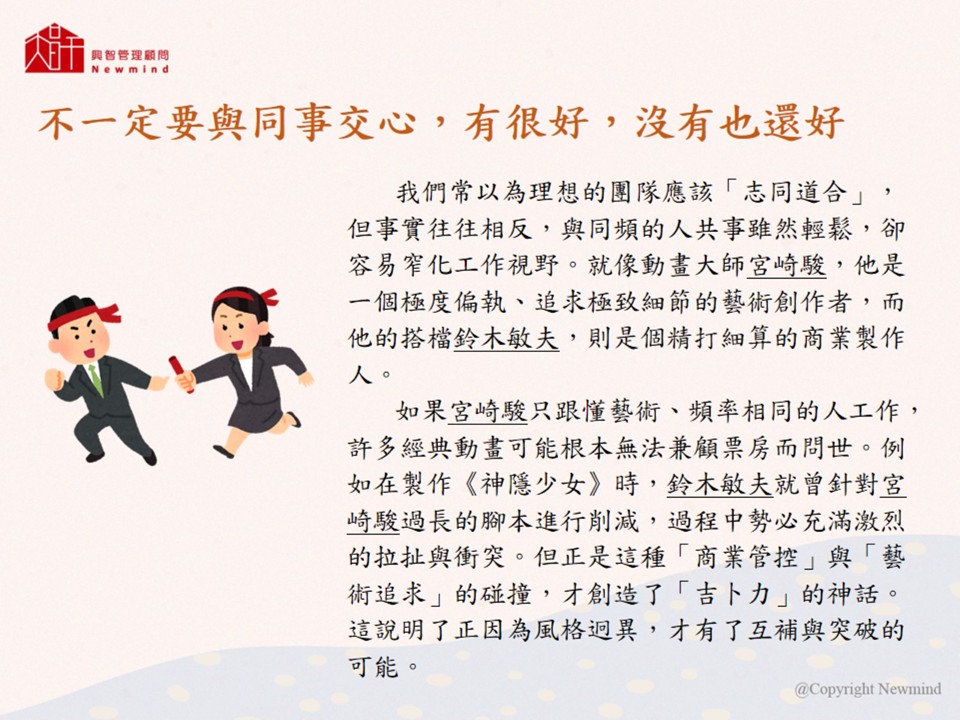 興智管理顧問
Newmind
不一定要與同事交心，有很好，沒有也還好
我們常以為理想的團隊應該「志同道合」，
但事實往往相反，與同頻的人共事雖然輕鬆，卻
容易窄化工作視野。就像動畫大師宮崎駿，他是
一個極度偏執、追求極致細節的藝術創作者，而
他的搭檔鈴木敏夫，則是個精打細算的商業製作
人。
如果宮崎駿只跟懂藝術、頻率相同的人工作，
許多經典動畫可能根本無法兼顧票房而問世。例
如在製作《神隱少女》時，鈴木敏夫就曾針對宮
崎駿過長的腳本進行削減，過程中勢必充滿激烈
的拉扯與衝突。但正是這種「商業管控」與「藝
術追求」的碰撞，才創造了「吉卜力」的神話。
這說明了正因為風格迥異，才有了互補與突破的
可能。
@Copyright Newmind